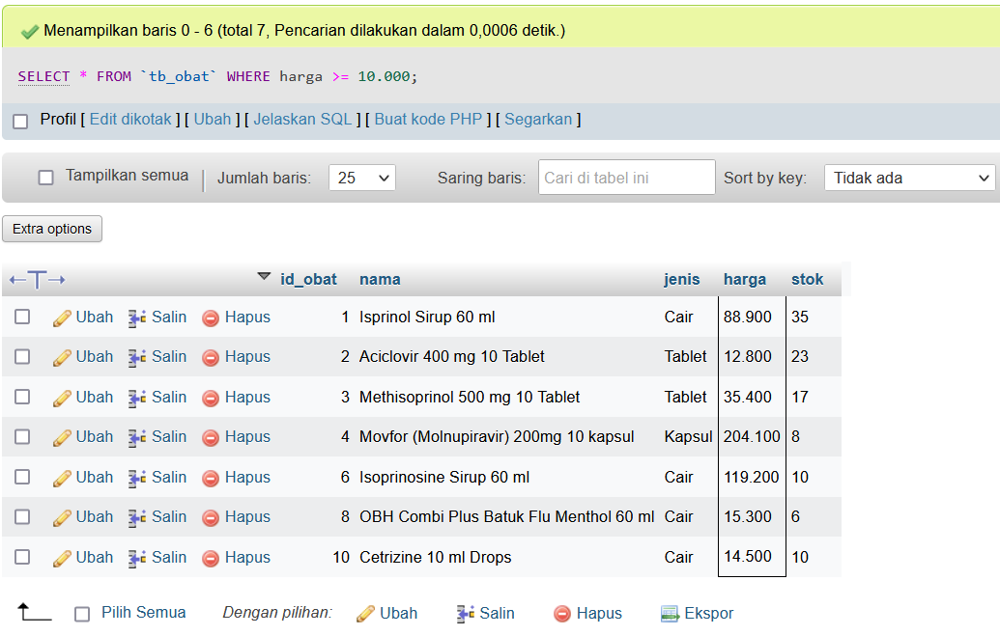 Menampilkan baris 0 - 6 (total 7, Pencarian dilakukan dalam 0,0006 detik.)
SELECT * FROM `tb_obat` WHERE harga >= 10.000;
Profil [ Edit dikotak ] [ Ubah ] [ Jelaskan SQL ] [ Buat kode PHP ] [ Segarkan ]
Tampilkan semua | Jumlah baris: 25 Saring baris: Cari di tabel ini Sort by key: Tidak ada
Extra options
←T→ id_obat nama jenis harga stok
Ubah Salin Hapus 1 Isprinol Sirup 60 ml Cair 88.900 35
Ubah Salin Hapus 2 Aciclovir 400 mg 10 Tablet Tablet 12.800 23
Ubah Salin Hapus 3 Methisoprinol 500 mg 10 Tablet Tablet 35.400 17
Ubah Salin Hapus 4 Movfor (Molnupiravir) 200mg 10 kapsul Kapsul 204.100 8
Ubah Salin Hapus 6 Isoprinosine Sirup 60 ml Cair 119.200 10
Ubah Salin Hapus 8 OBH Combi Plus Batuk Flu Menthol 60 ml Cair 15.300 6
Ubah Salin Hapus 10 Cetrizine 10 ml Drops Cair 14.500 10
Pilih Semua Dengan pilihan: Ubah Salin Hapus Ekspor